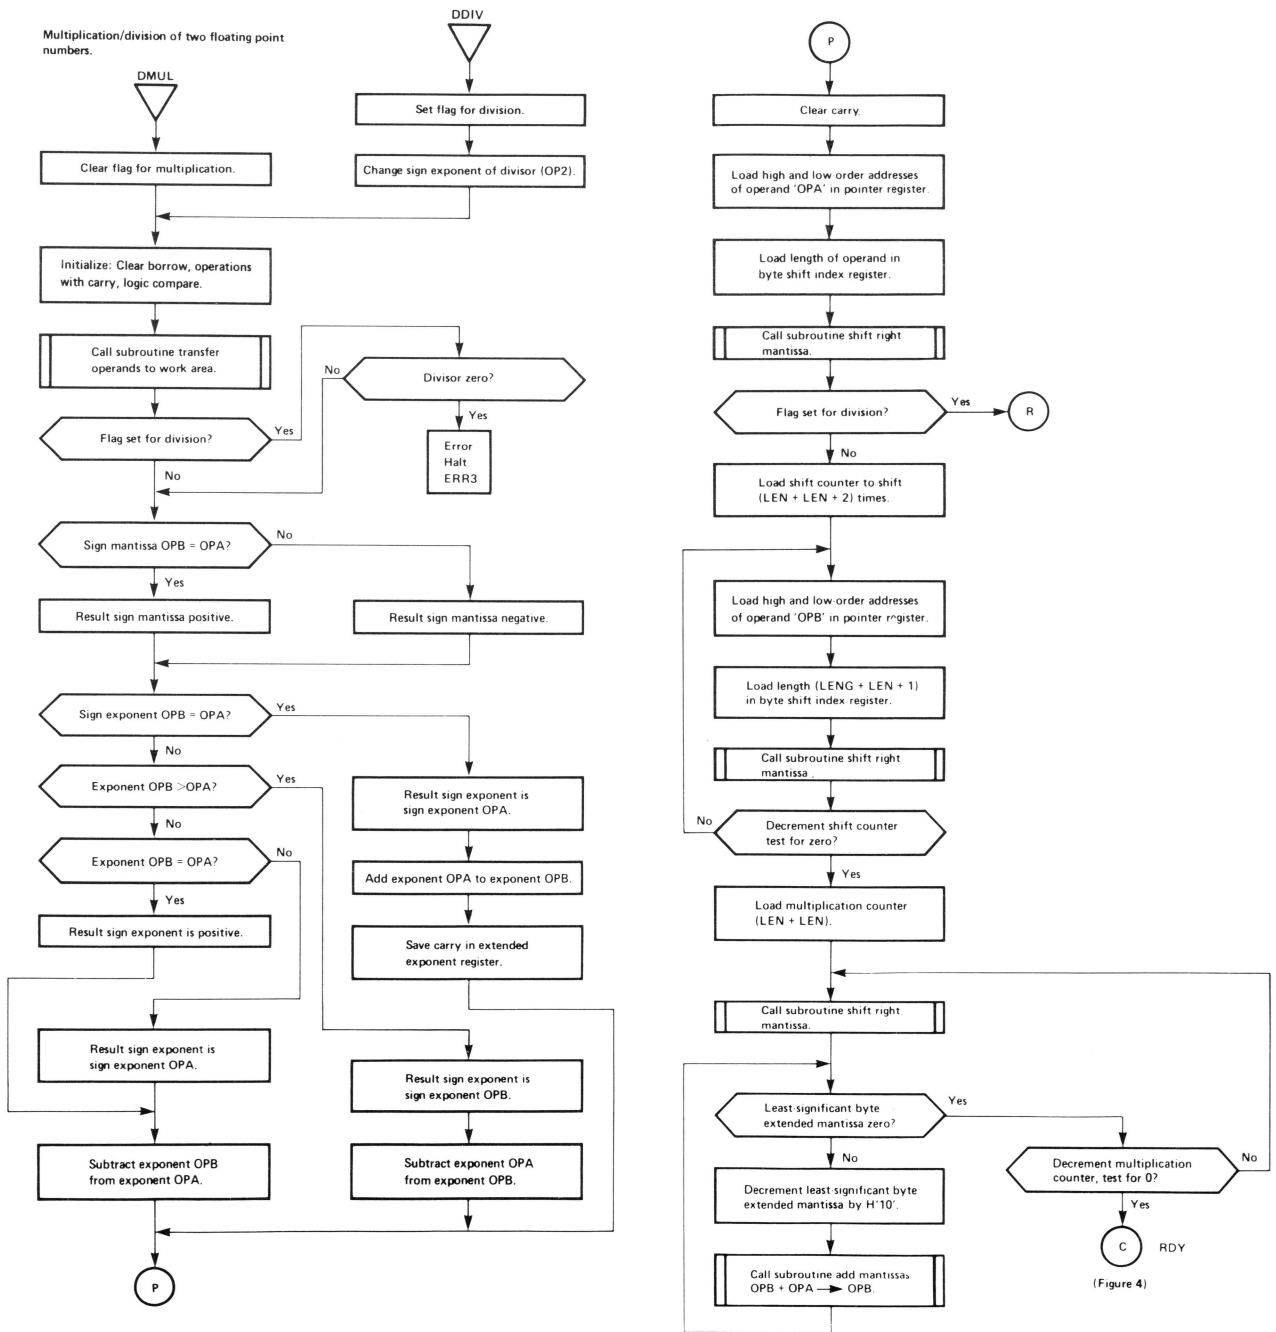 Multiplication/division of two floating point
numbers.
DMUL
DDIV
Set flag for division.
Clear flag for multiplication.
Change sign exponent of divisor (OP2).
Initialize: Clear borrow, operations
with carry, logic compare.
Call subroutine transfer
operands to work area.
No
Divisor zero?
Flag set for division?
Yes
Yes
Error
Halt
ERR3
No
Sign mantissa OPB = OPA?
No
Yes
Result sign mantissa positive.
Result sign mantissa negative.
Sign exponent OPB = OPA?
Yes
No
Exponent OPB >OPA?
Yes
Result sign exponent is
sign exponent OPA.
No
Exponent OPB = OPA?
No
Add exponent OPA to exponent OPB.
Yes
Result sign exponent is positive.
Save carry in extended
exponent register.
Result sign exponent is
sign exponent OPA.
Result sign exponent is
sign exponent OPB.
Subtract exponent OPB
from exponent OPA.
Subtract exponent OPA
from exponent OPB.
P
P
Clear carry.
Load high and low order addresses
of operand 'OPA' in pointer register.
Load length of operand in
byte shift index register.
Call subroutine shift right
mantissa.
Flag set for division?
Yes
R
No
Load shift counter to shift
(LEN + LEN + 2) times.
Load high and low-order addresses
of operand 'OPB' in pointer register.
Load length (LENG + LEN + 1)
in byte shift index register.
Call subroutine shift right
mantissa .
No
Decrement shift counter
test for zero?
Yes
Load multiplication counter
(LEN + LEN).
Call subroutine shift right
mantissa.
Least-significant byte
extended mantissa zero?
Yes
No
Decrement multiplication
counter, test for 0?
No
Decrement least-significant byte
extended mantissa by H'10'.
Yes
C
RDY
(Figure 4)
Call subroutine add mantissas
OPB + OPA → OPB.